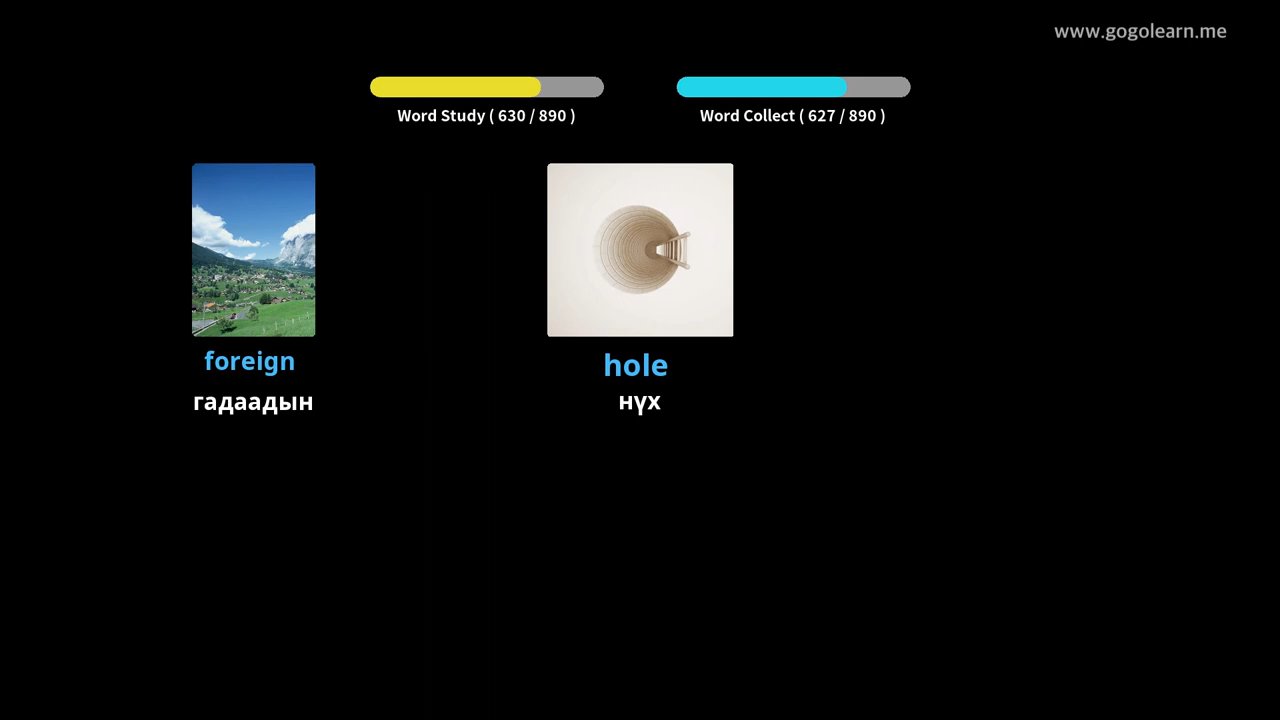 www.gogolearn.me
Word Study ( 630 / 890 )
Word Collect ( 627 / 890 )
foreign
гадаадын
hole
нүх